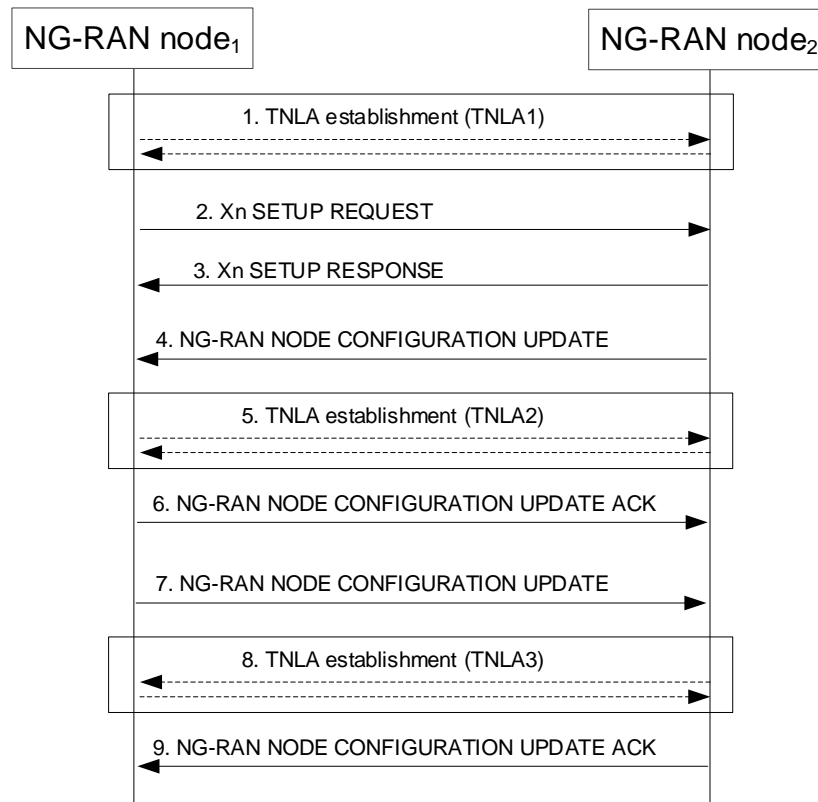 NG-RAN node1
NG-RAN node2
1. TNLA establishment (TNLA1)
2. Xn SETUP REQUEST
3. Xn SETUP RESPONSE
4. NG-RAN NODE CONFIGURATION UPDATE
5. TNLA establishment (TNLA2)
6. NG-RAN NODE CONFIGURATION UPDATE ACK
7. NG-RAN NODE CONFIGURATION UPDATE
8. TNLA establishment (TNLA3)
9. NG-RAN NODE CONFIGURATION UPDATE ACK